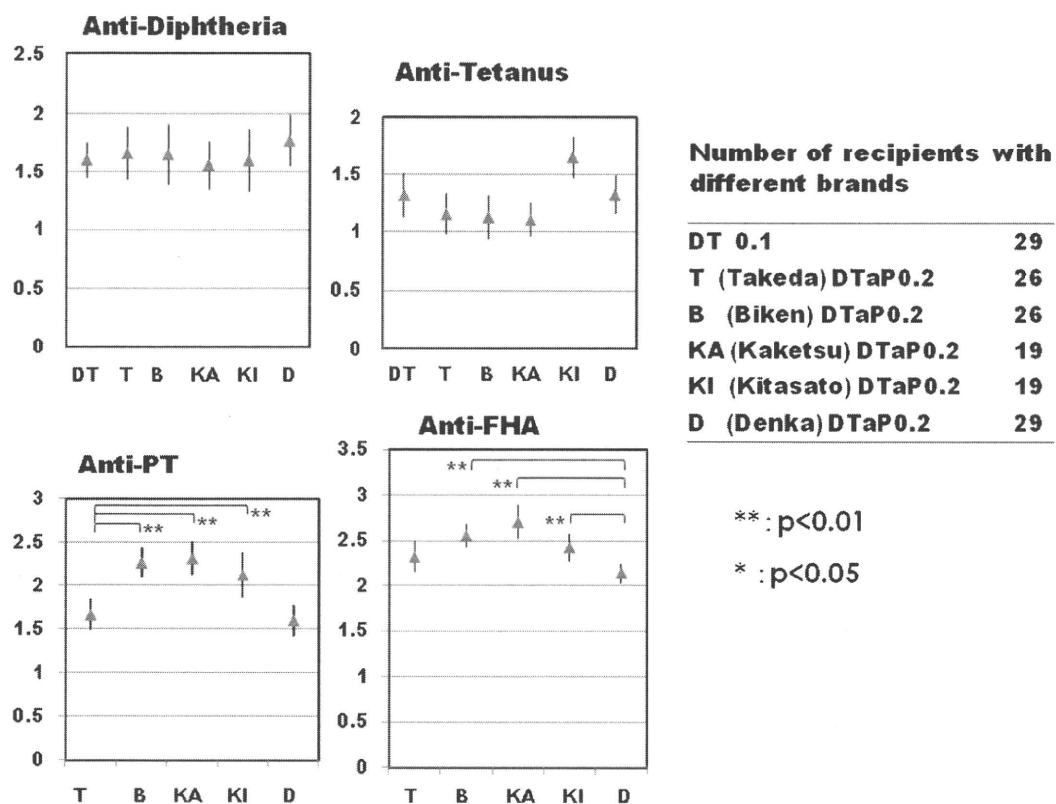 Anti-Diphtheria
2.5
2
1.5
1
0.5
0
DT T B KA KI D
Anti-Tetanus
2
1.5
1
0.5
0
DT T B KA KI D
Number of recipients with
different brands
DT 0.1 29
T (Takeda) DTaP0.2 26
B (Biken) DTaP0.2 26
KA (Kaketsu) DTaP0.2 19
KI (Kitasato) DTaP0.2 19
D (Denka) DTaP0.2 29
Anti-PT
3
2.5
2
1.5
1
0.5
0
** ** **
T B KA KI D
Anti-FHA
3.5
3
2.5
2
1.5
1
0.5
0
**
**
**
T B KA KI D
** : p<0.01
* : p<0.05